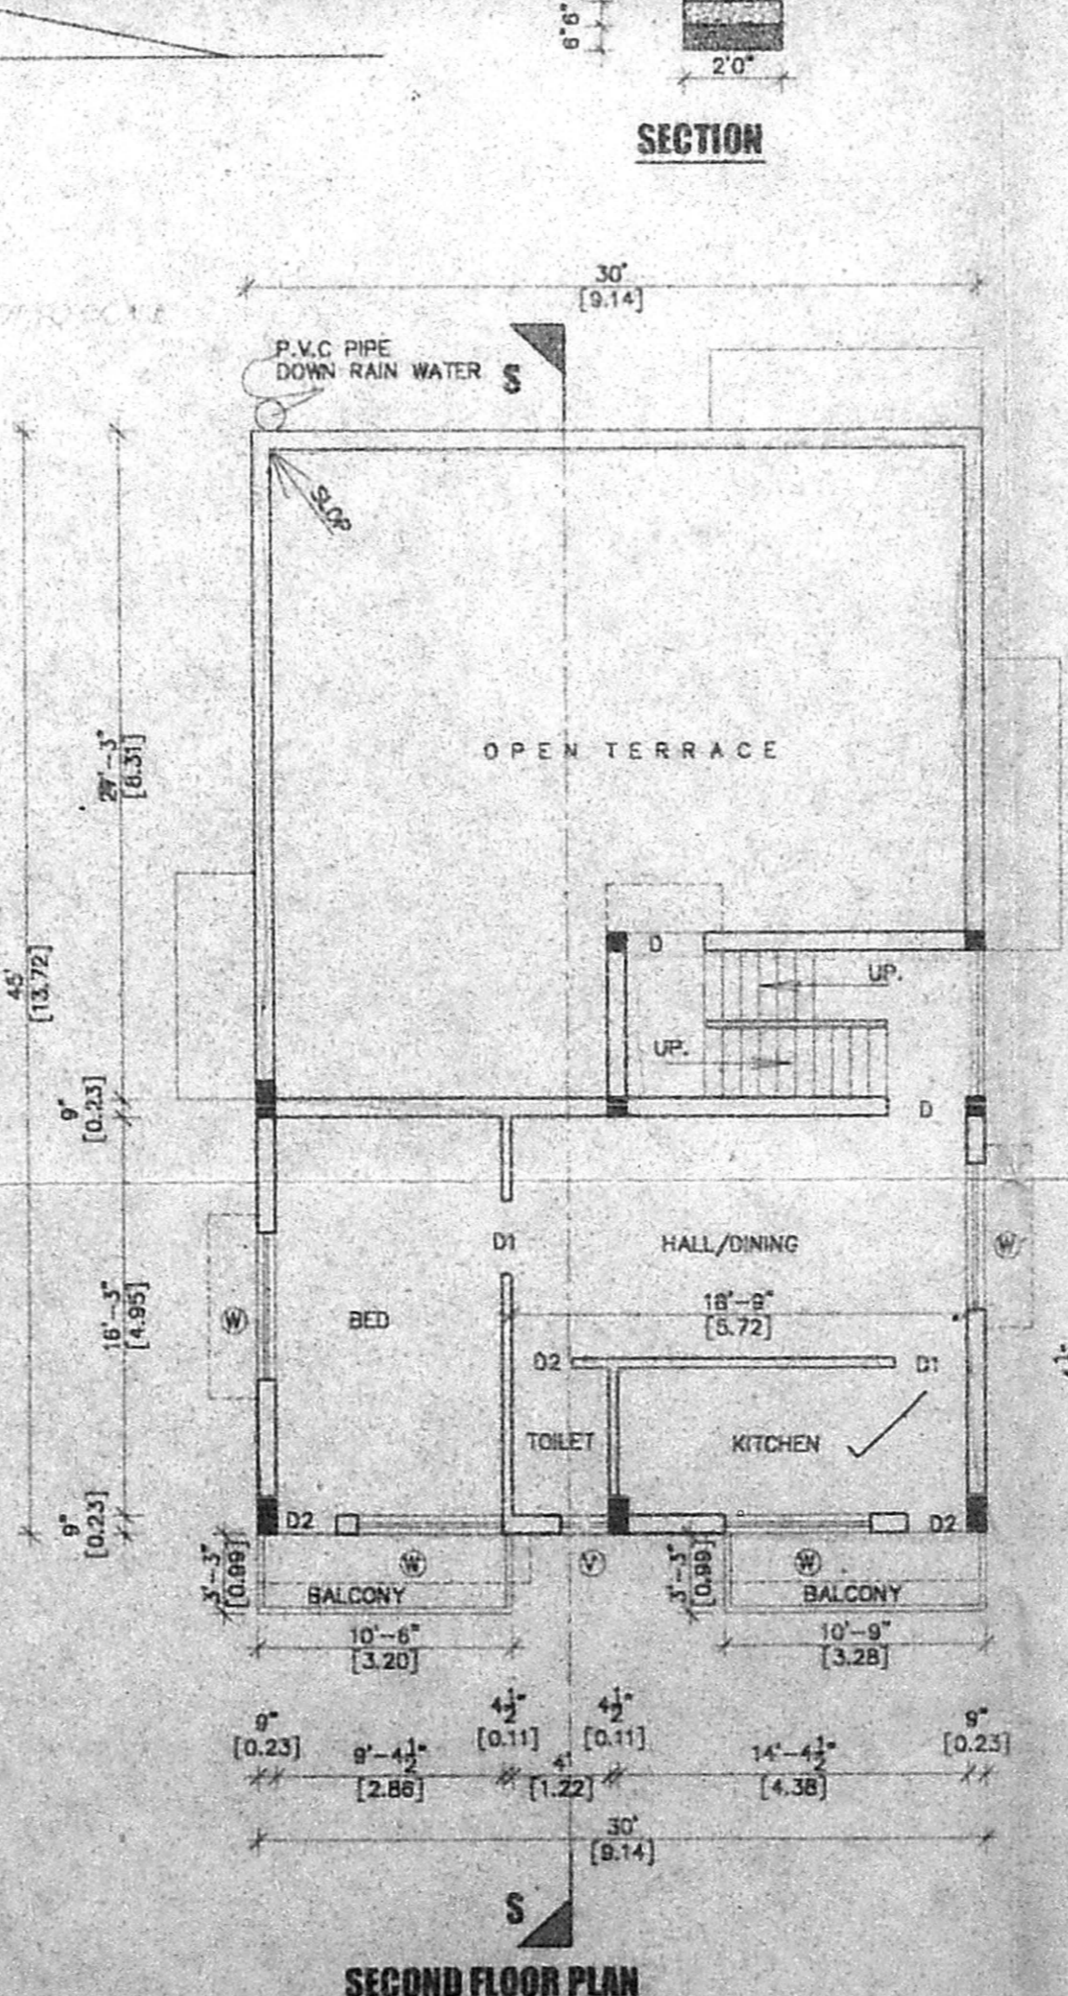 6"6"
2'0"
SECTION
30'
[9.14]
P.V.C PIPE
DOWN RAIN WATER
S
SLOP
OPEN TERRACE
27'-3"
[8.31]
45'
[13.72]
D
UP.
UP.
9"
[0.23]
D
D1
HALL/DINING
W
16'-3"
[4.95]
W
BED
18'-9"
[5.72]
D2
D1
TOILET
KITCHEN
9"
[0.23]
D2
D2
3'-3"
[0.99]
W
V
3'-3"
[0.99]
W
BALCONY
BALCONY
10'-6"
[3.20]
10'-9"
[3.28]
9"
[0.23]
9'-4½"
[2.86]
4½"
[0.11]
4'
[1.22]
4½"
[0.11]
14'-4½"
[4.38]
9"
[0.23]
30'
[9.14]
S
SECOND FLOOR PLAN